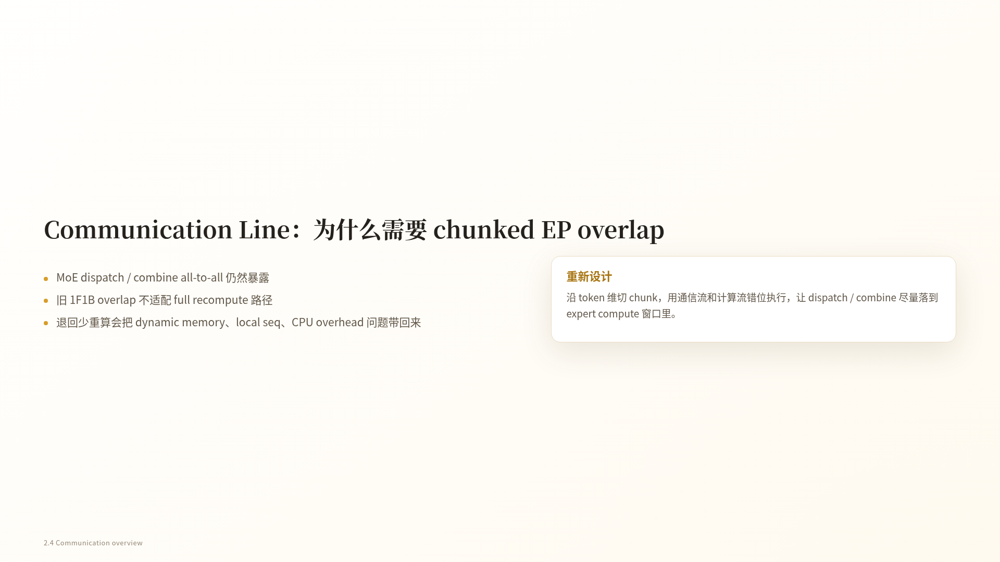 Communication Line：为什么需要 chunked EP overlap
MoE dispatch / combine all-to-all 仍然暴露
旧 1F1B overlap 不适配 full recompute 路径
退回少重算会把 dynamic memory、local seq、CPU overhead 问题带回来
重新设计
沿 token 维切 chunk，用通信流和计算流错位执行，让 dispatch / combine 尽量落到
expert compute 窗口里。
2.4 Communication overview